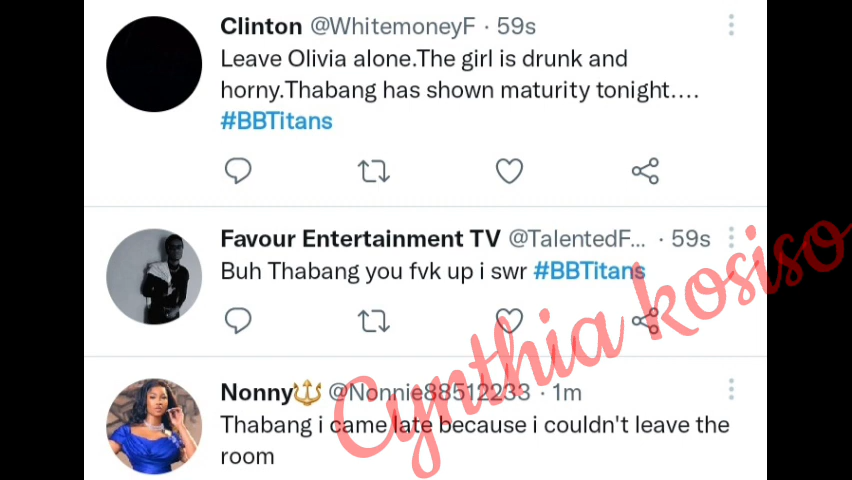 Clinton @WhitemoneyF · 59s
Leave Olivia alone.The girl is drunk and
horny.Thabang has shown maturity tonight....
#BBTitans
Favour Entertainment TV @TalentedF... · 59s
Buh Thabang you fvk up i swr #BBTitans
Nonny🔱 @Nonnie88512233 · 1m
Thabang i came late because i couldn't leave the
room
Cynthia kosiso